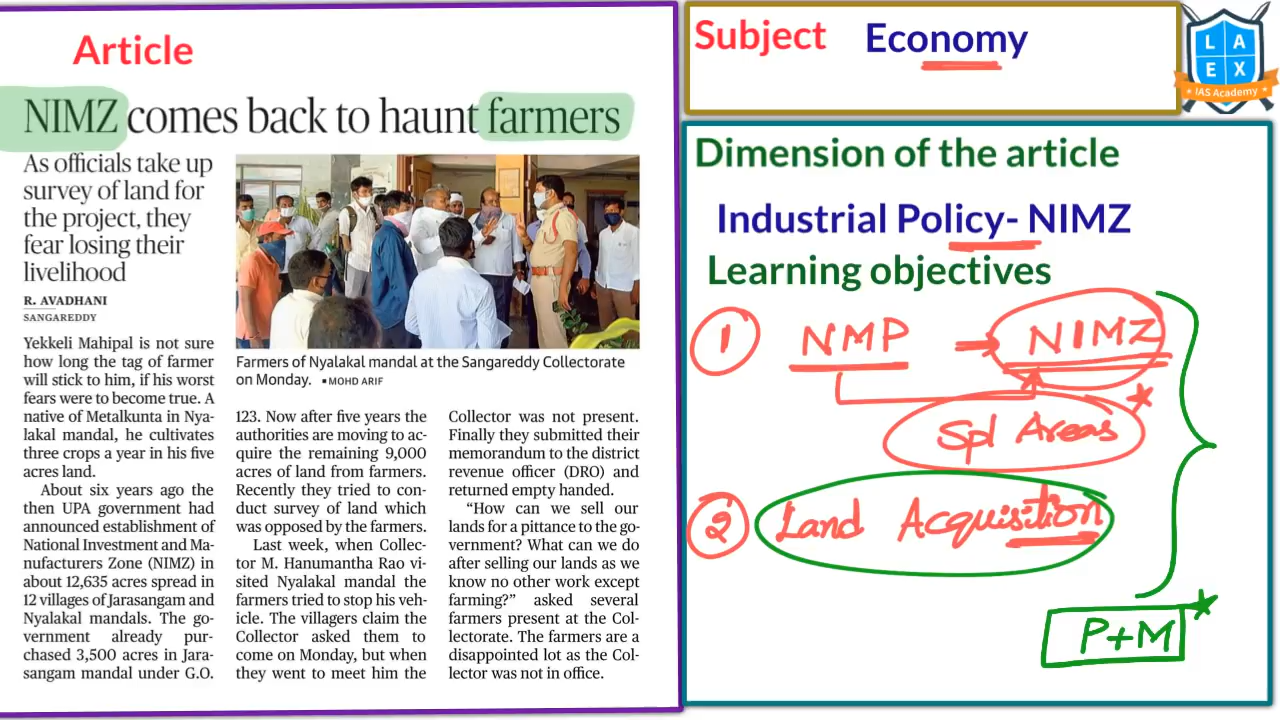 Article
NIMZ comes back to haunt farmers
As officials take up
survey of land for
the project, they
fear losing their
livelihood
R. AVADHANI
SANGAREDDY
Yekkeli Mahipal is not sure
how long the tag of farmer
will stick to him, if his worst
fears were to become true. A
native of Metalkunta in Nya-
lakal mandal, he cultivates
three crops a year in his five
acres land.
About six years ago the
then UPA government had
announced establishment of
National Investment and Ma-
nufacturers Zone (NIMZ) in
about 12,635 acres spread in
12 villages of Jarasangam and
Nyalakal mandals. The go-
vernment already pur-
chased 3,500 acres in Jara-
sangam mandal under G.O.
Farmers of Nyalakal mandal at the Sangareddy Collectorate
on Monday. ▪MOHD ARIF
123. Now after five years the
authorities are moving to ac-
quire the remaining 9,000
acres of land from farmers.
Recently they tried to con-
duct survey of land which
was opposed by the farmers.
Last week, when Collec-
tor M. Hanumantha Rao vi-
sited Nyalakal mandal the
farmers tried to stop his veh-
icle. The villagers claim the
Collector asked them to
come on Monday, but when
they went to meet him the
Collector was not present.
Finally they submitted their
memorandum to the district
revenue officer (DRO) and
returned empty handed.
“How can we sell our
lands for a pittance to the go-
vernment? What can we do
after selling our lands as we
know no other work except
farming?” asked several
farmers present at the Col-
lectorate. The farmers are a
disappointed lot as the Col-
lector was not in office.
Subject Economy
L A
E X
IAS Academy
Dimension of the article
Industrial Policy- NIMZ
Learning objectives
1 NMP → NIMZ
Spl Areas
2 Land Acquisition
P+M